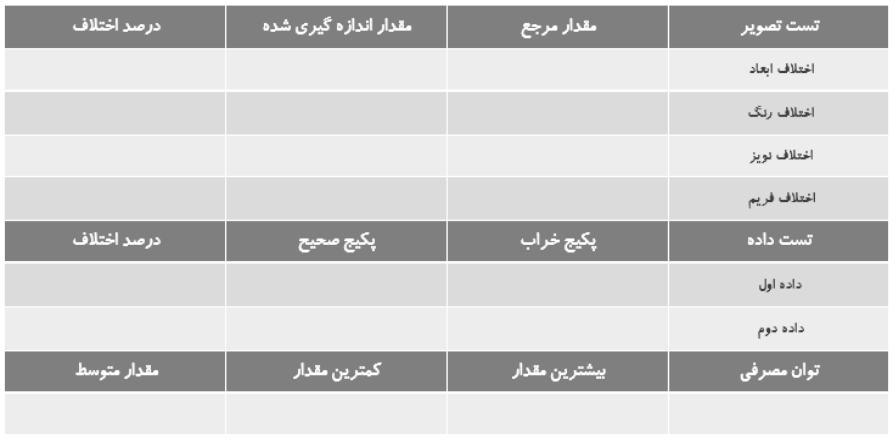 تست تصویر مقدار مرجع مقدار اندازه گیری شده درصد اختلاف
اختلاف ابعاد
اختلاف رنگ
اختلاف نویز
اختلاف فریم
تست داده پکیج خراب پکیج صحیح درصد اختلاف
داده اول
داده دوم
توان مصرفی بیشترین مقدار کمترین مقدار مقدار متوسط